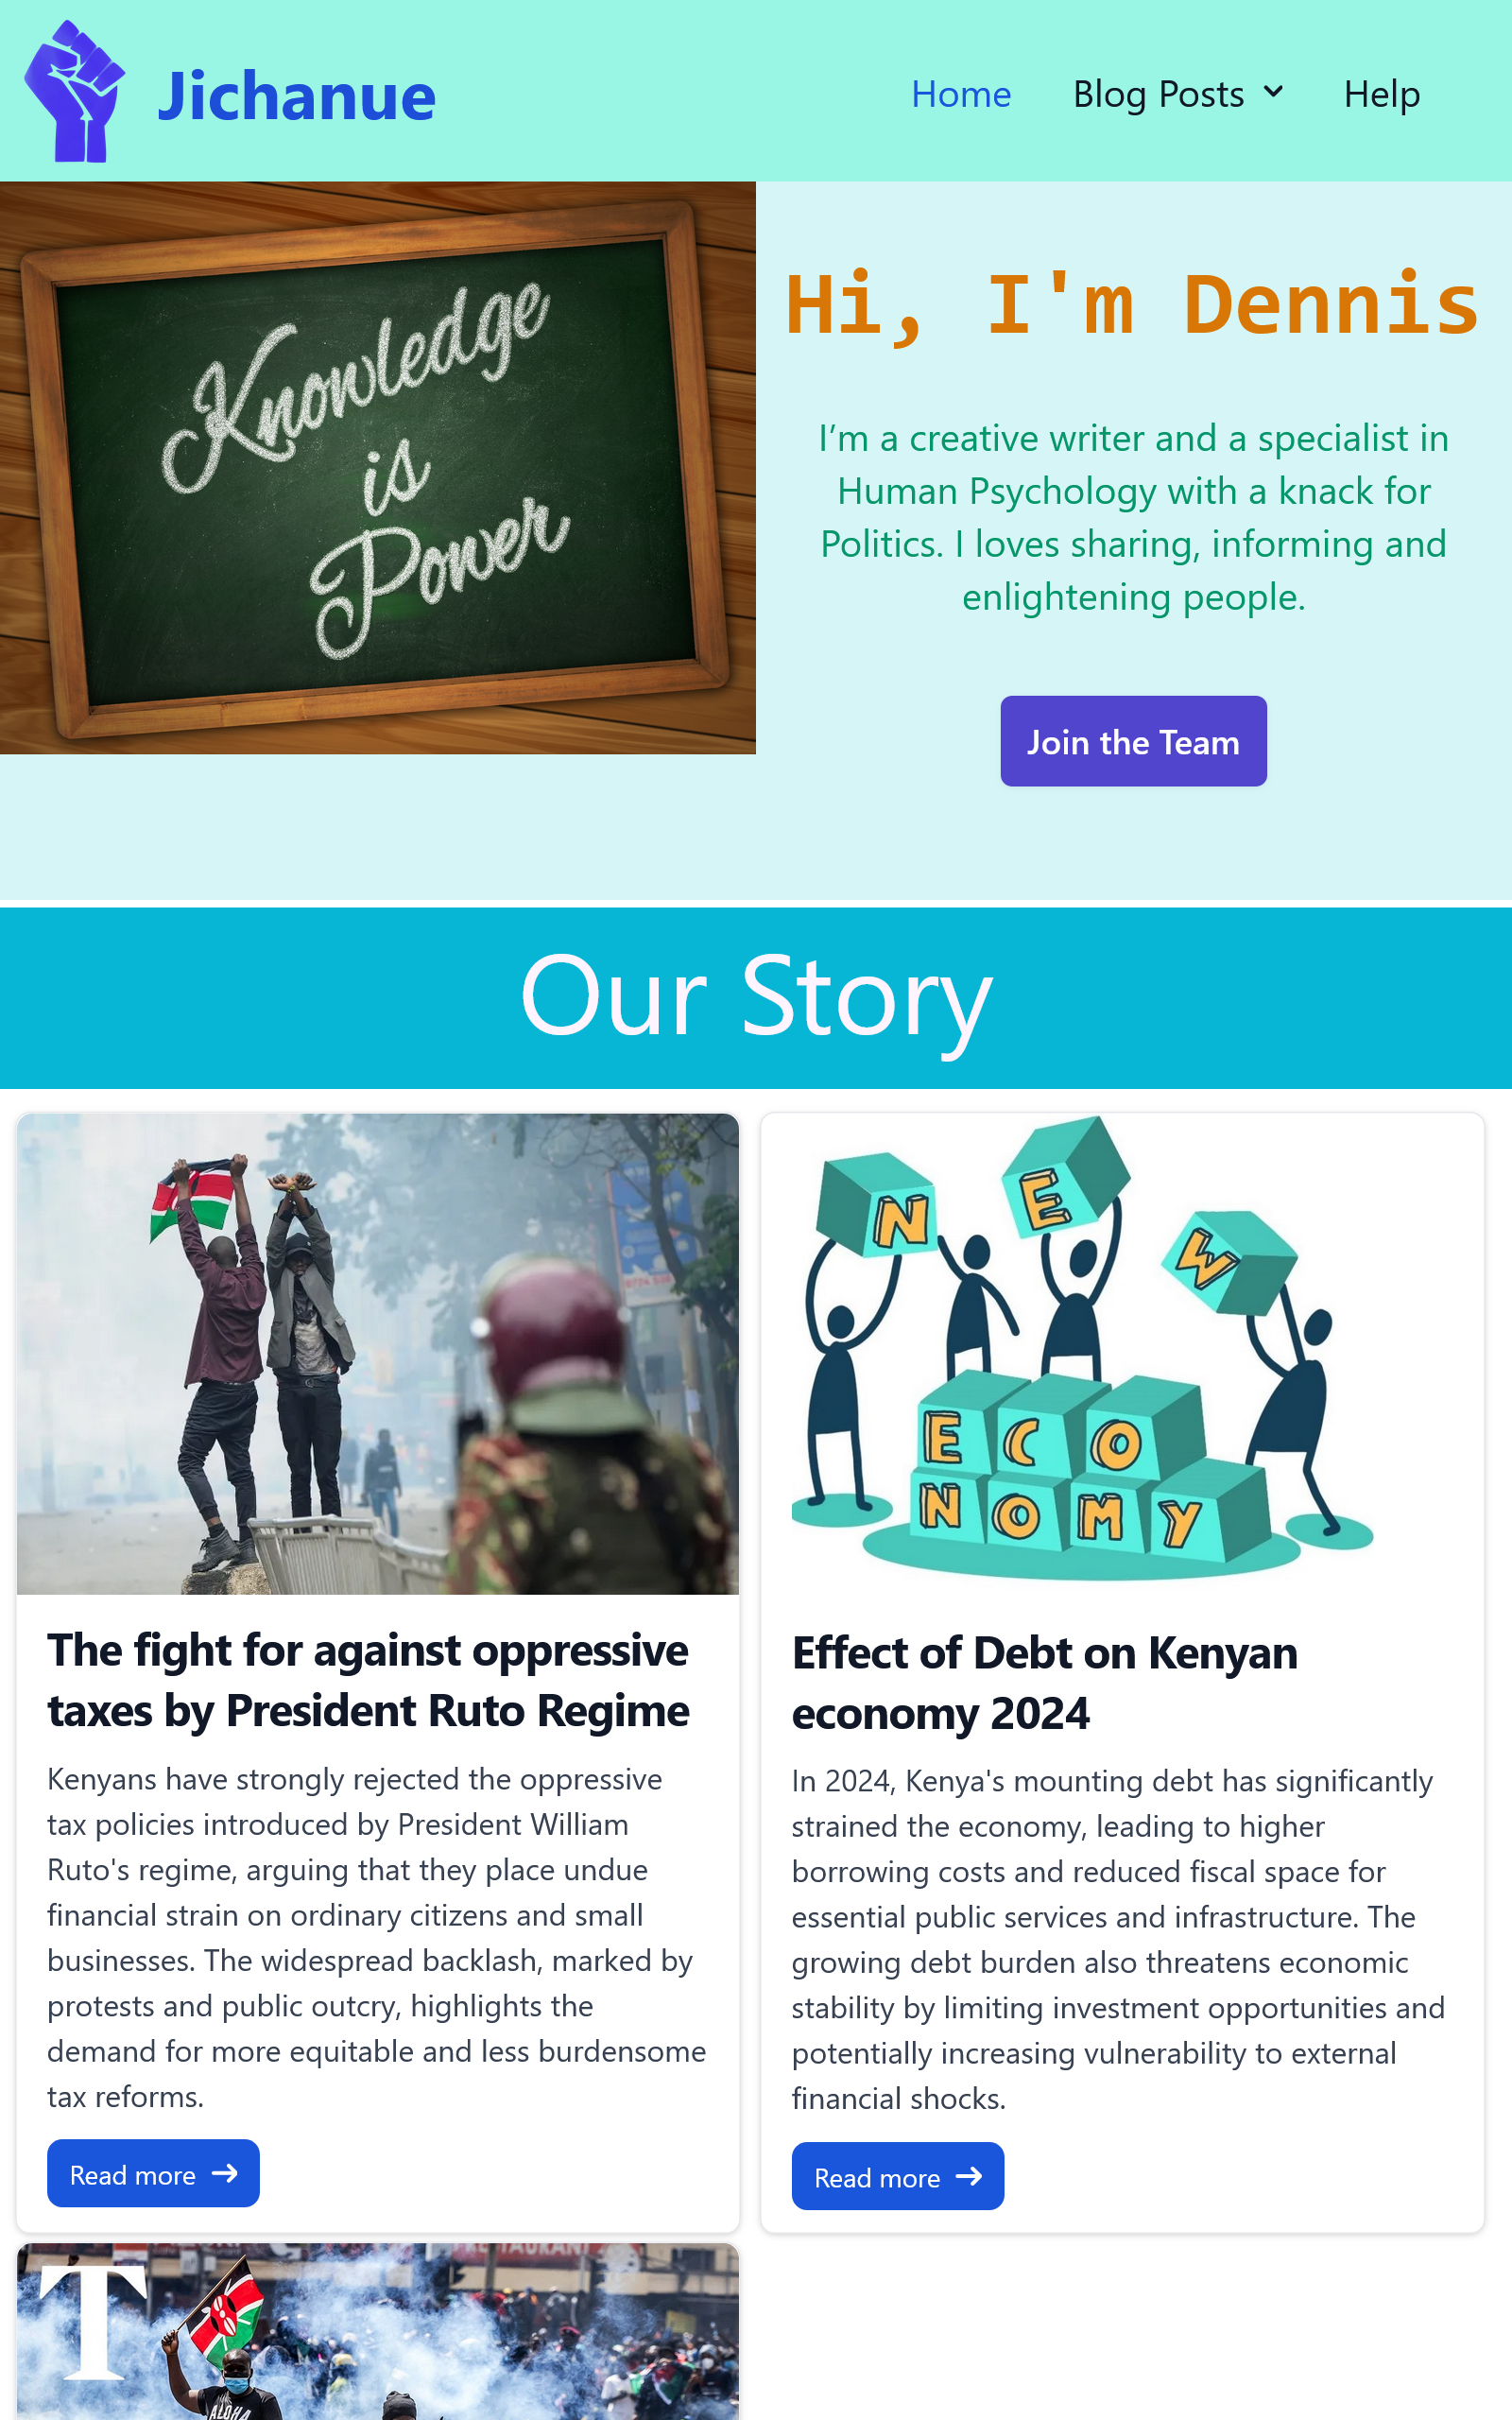 Jichanue
Home
Blog Posts
Help
Knowledge
is
Power
Hi, I'm Dennis
I’m a creative writer and a specialist in
Human Psychology with a knack for
Politics. I loves sharing, informing and
enlightening people.
Join the Team
Our Story
N E W
E C O
N O M Y
The fight for against oppressive
taxes by President Ruto Regime
Kenyans have strongly rejected the oppressive
tax policies introduced by President William
Ruto's regime, arguing that they place undue
financial strain on ordinary citizens and small
businesses. The widespread backlash, marked by
protests and public outcry, highlights the
demand for more equitable and less burdensome
tax reforms.
Read more
Effect of Debt on Kenyan
economy 2024
In 2024, Kenya's mounting debt has significantly
strained the economy, leading to higher
borrowing costs and reduced fiscal space for
essential public services and infrastructure. The
growing debt burden also threatens economic
stability by limiting investment opportunities and
potentially increasing vulnerability to external
financial shocks.
Read more
T
RESTAURANT
ALOHA